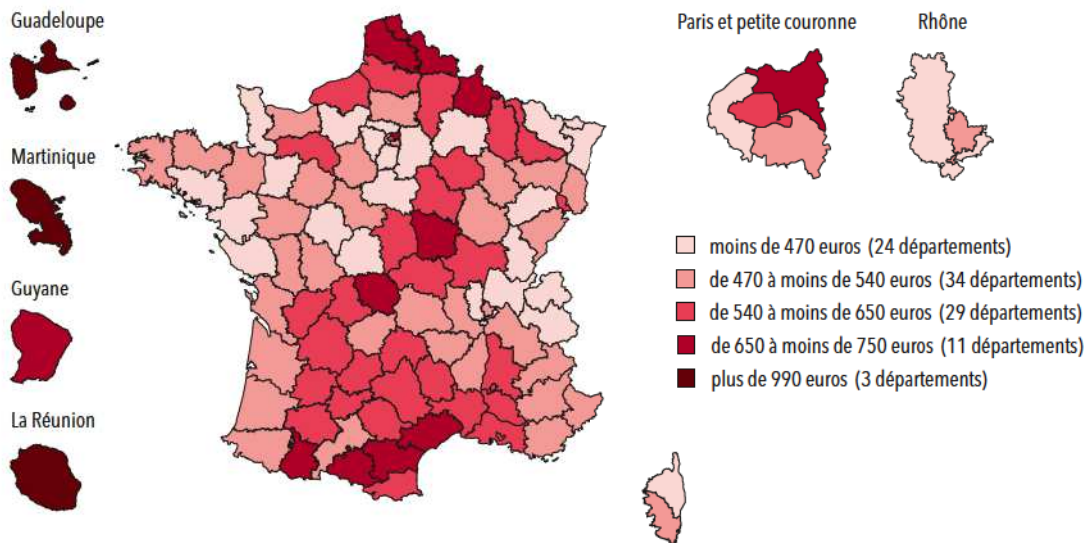 Guadeloupe
Martinique
Guyane
La Réunion
Paris et petite couronne
Rhône
moins de 470 euros (24 départements)
de 470 à moins de 540 euros (34 départements)
de 540 à moins de 650 euros (29 départements)
de 650 à moins de 750 euros (11 départements)
plus de 990 euros (3 départements)